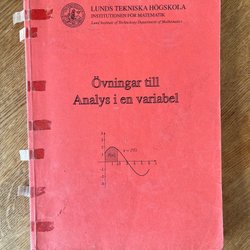 LUNDS TEKNISKA HÖGSKOLA
INSTITUTIONEN FÖR MATEMATIK
Lund Institute of Technology Department of Mathematics
Övningar till
Analys i en variabel